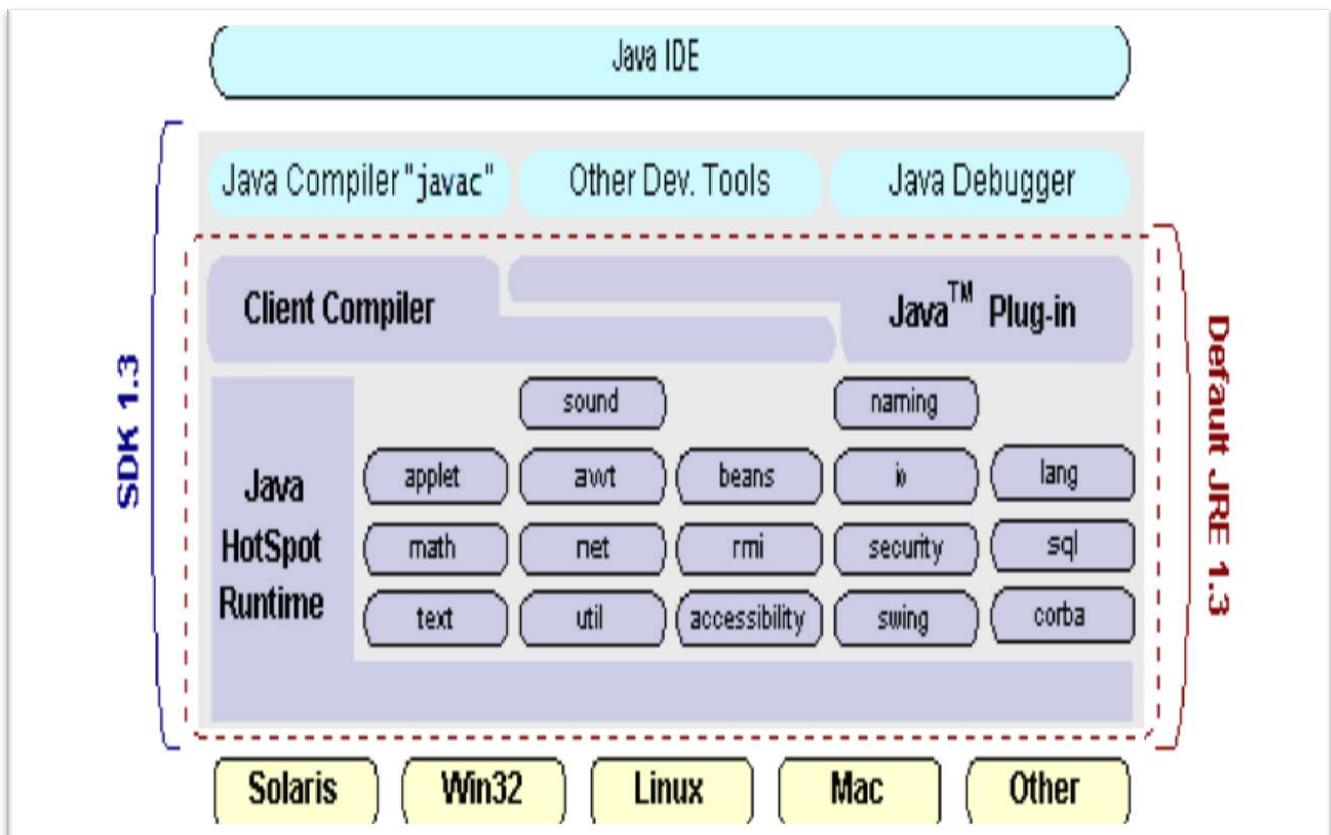 Java IDE
Java Compiler "javac"
Other Dev. Tools
Java Debugger
Client Compiler
Java™ Plug-in
SDK 1.3
Default JRE 1.3
Java
HotSpot
Runtime
sound
naming
applet
awt
beans
io
lang
math
net
rmi
security
sql
text
util
accessibility
swing
corba
Solaris
Win32
Linux
Mac
Other